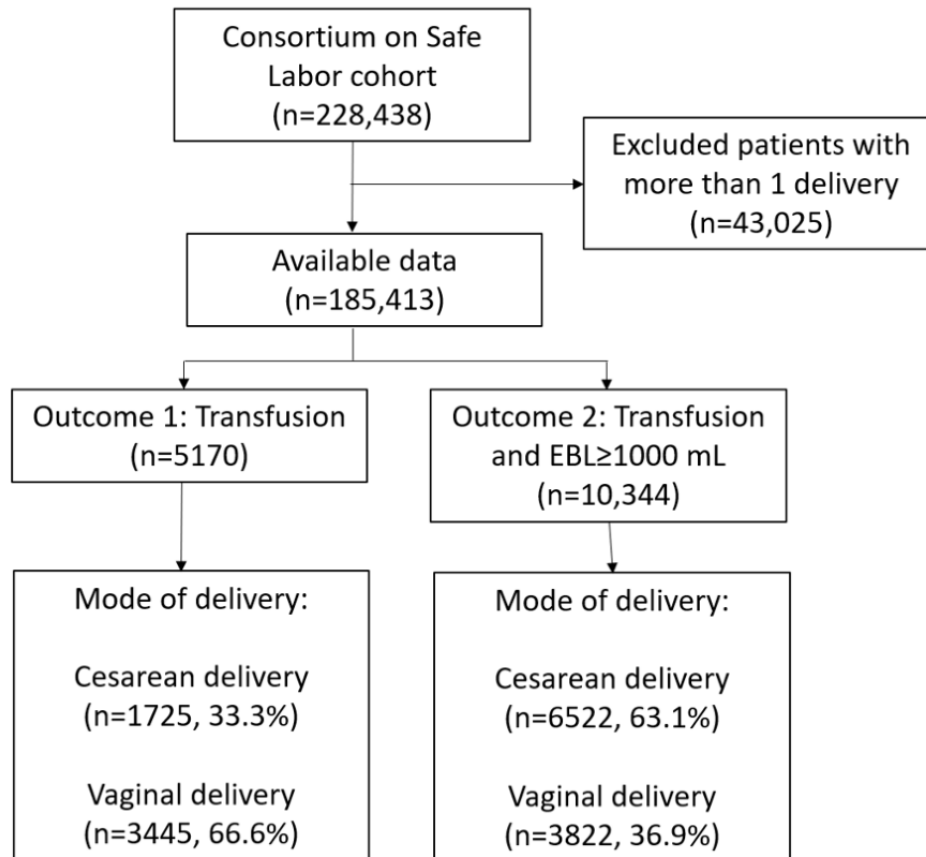 Consortium on Safe
Labor cohort
(n=228,438)
Excluded patients with
more than 1 delivery
(n=43,025)
Available data
(n=185,413)
Outcome 1: Transfusion
(n=5170)
Outcome 2: Transfusion
and EBL≥1000 mL
(n=10,344)
Mode of delivery:
Cesarean delivery
(n=1725, 33.3%)
Vaginal delivery
(n=3445, 66.6%)
Mode of delivery:
Cesarean delivery
(n=6522, 63.1%)
Vaginal delivery
(n=3822, 36.9%)